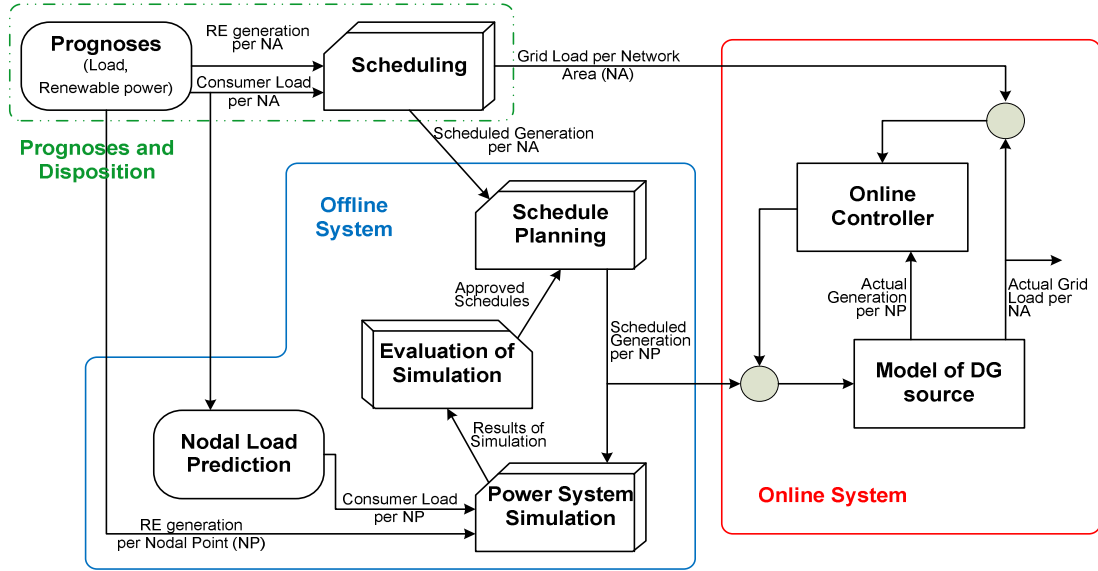 Prognoses
(Load,
Renewable power)
RE generation
per NA
Consumer Load
per NA
Scheduling
Grid Load per Network
Area (NA)
Prognoses and
Disposition
Scheduled Generation
per NA
Offline
System
Schedule
Planning
Online
Controller
Approved
Schedules
Actual
Generation
per NP
Actual Grid
Load per
NA
Scheduled
Generation
per NP
Evaluation of
Simulation
Model of DG
source
Nodal Load
Prediction
Results of
Simulation
Consumer Load
per NP
Power System
Simulation
Online System
RE generation
per Nodal Point (NP)